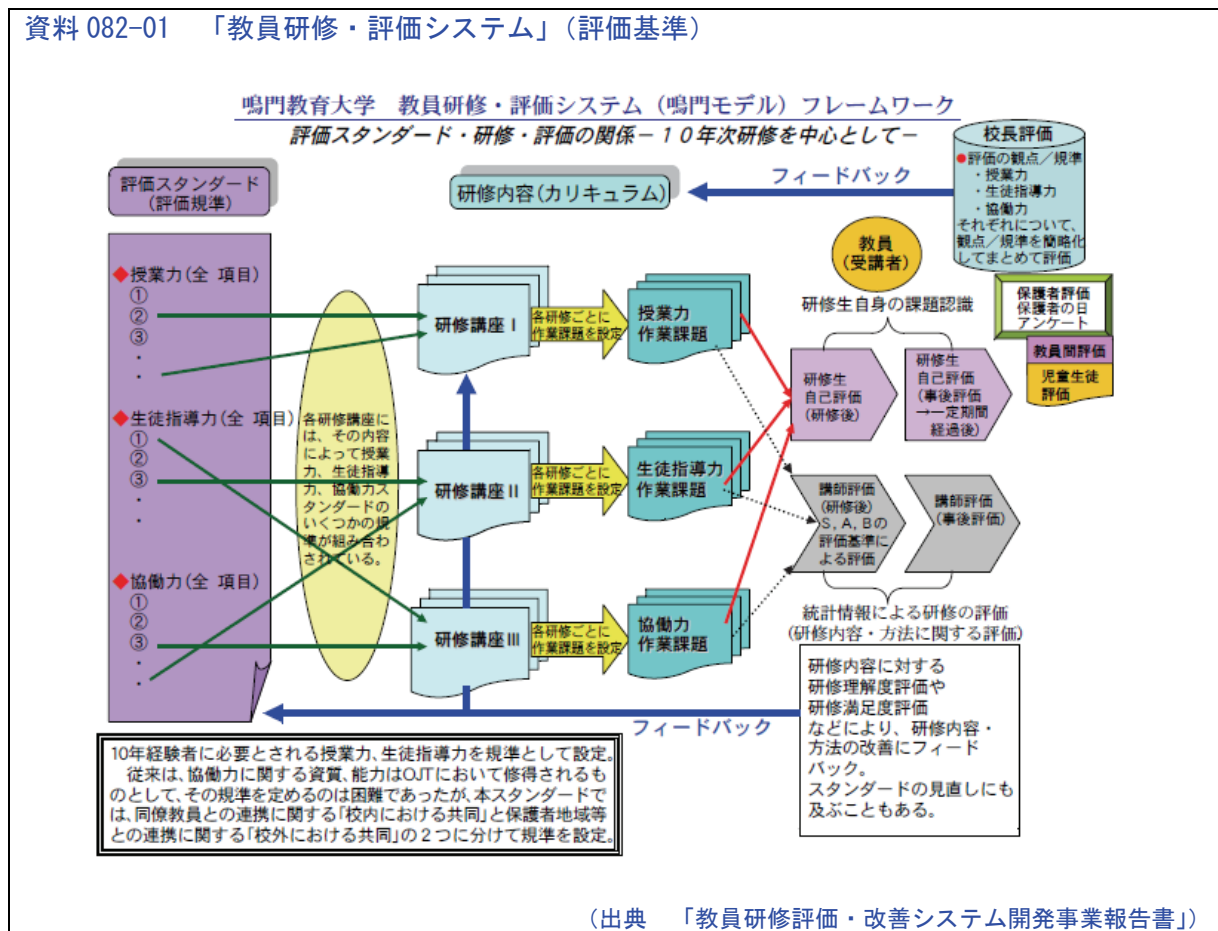 資料 082-01 「教員研修・評価システム」(評価基準)
鳴門教育大学 教員研修・評価システム(鳴門モデル)フレームワーク
評価スタンダード・研修・評価の関係－10年次研修を中心として－
評価スタンダード
(評価規準)
研修内容(カリキュラム)
フィードバック
校長評価
●評価の観点/規準
・授業力
・生徒指導力
・協働力
それぞれについて、
観点/規準を簡略化
してまとめて評価
◆授業力(全 項目)
①
②
③
・
・
◆生徒指導力(全 項目)
①
②
③
・
・
◆協働力(全 項目)
①
②
③
・
・
各研修講座に
は、その内容
によって授業
力、生徒指導
力、協働力ス
タンダードの
いくつかの規
準が組み合わ
されている。
研修講座Ⅰ
各研修ごとに
作業課題を設定
授業力
作業課題
研修講座Ⅱ
各研修ごとに
作業課題を設定
生徒指導力
作業課題
研修講座Ⅲ
各研修ごとに
作業課題を設定
協働力
作業課題
教員
(受講者)
研修生自身の課題認識
研修生
自己評価
(研修後)
研修生
自己評価
(事後評価
→一定期間
経過後)
保護者評価
保護者の日
アンケート
教員間評価
児童生徒
評価
講師評価
(研修後)
S, A, Bの
評価基準に
よる評価
講師評価
(事後評価)
統計情報による研修の評価
(研修内容・方法に関する評価)
研修内容に対する
研修理解度評価や
研修満足度評価
などにより、研修内容・
方法の改善にフィード
バック。
スタンダードの見直しにも
及ぶこともある。
フィードバック
10年経験者に必要とされる授業力、生徒指導力を規準として設定。
従来は、協働力に関する資質、能力はOJTにおいて修得されるも
のとして、その規準を定めるのは困難であったが、本スタンダードで
は、同僚教員との連携に関する「校内における共同」と保護者地域等
との連携に関する「校外における共同」の2つに分けて規準を設定。
(出典 「教員研修評価・改善システム開発事業報告書」)